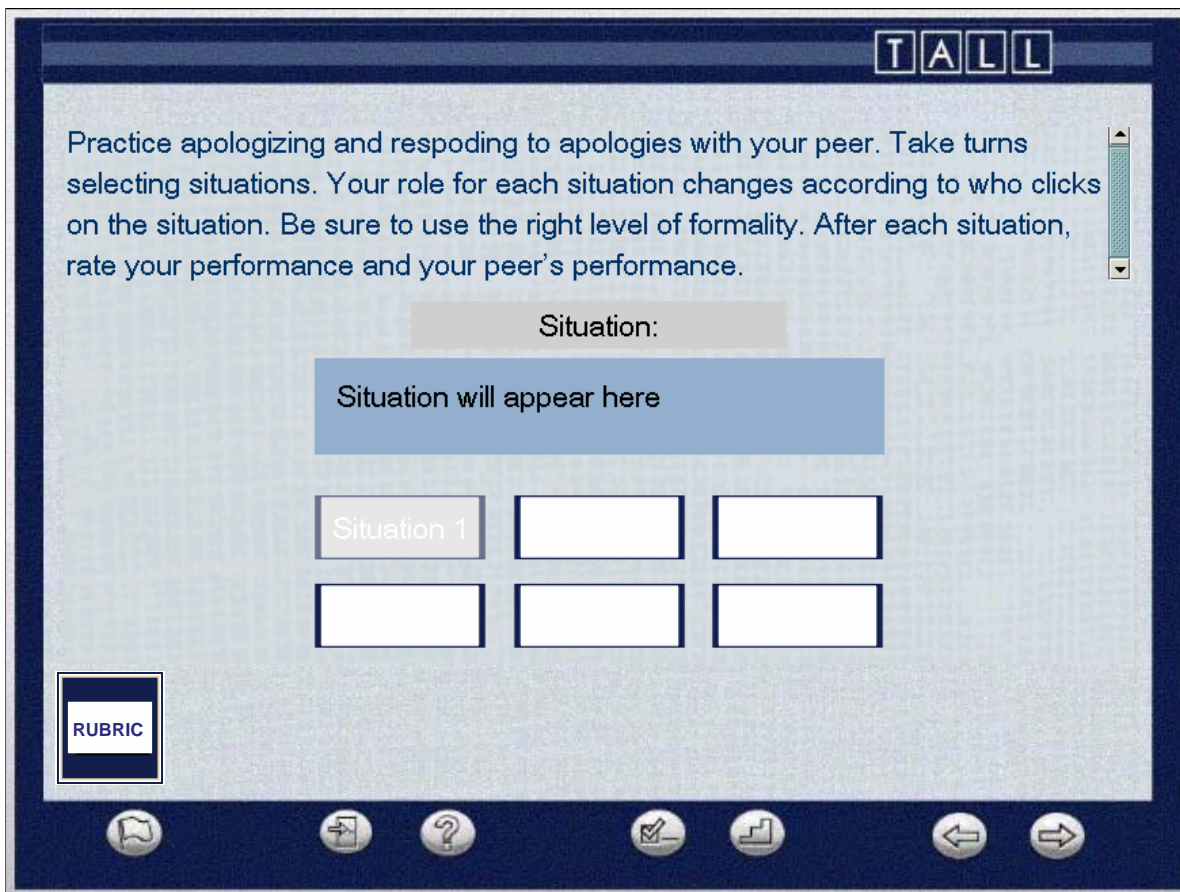 TALL
Practice apologizing and respoding to apologies with your peer. Take turns
selecting situations. Your role for each situation changes according to who clicks
on the situation. Be sure to use the right level of formality. After each situation,
rate your performance and your peer's performance.
Situation:
Situation will appear here
Situation 1
RUBRIC